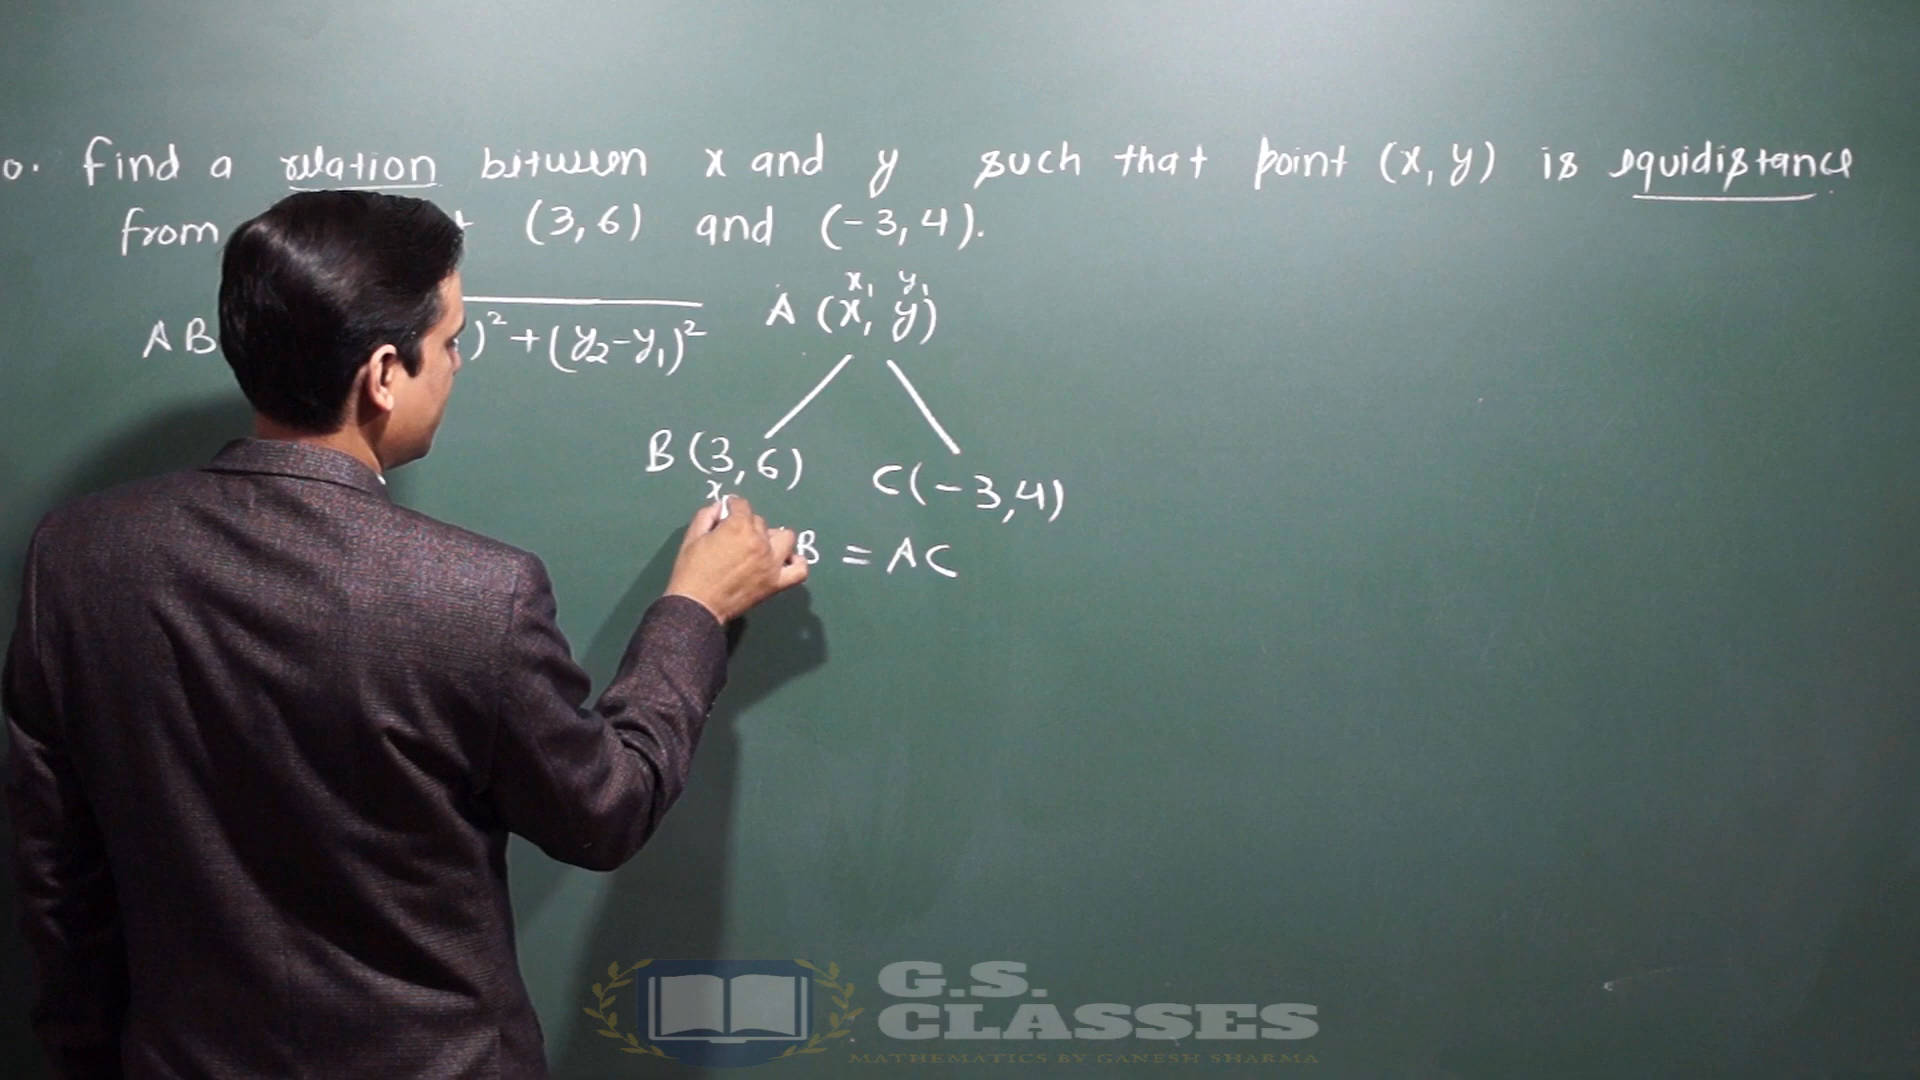 o. find a relation between x and y such that point (x, y) is equidistance
from (3,6) and (-3,4).
x₁ y₁
AB )² + (y₂-y₁)² A (x, y)
B (3,6) C(-3,4)
x
B = AC
G.S.
CLASSES
MATHEMATICS BY GANESH SHARMA